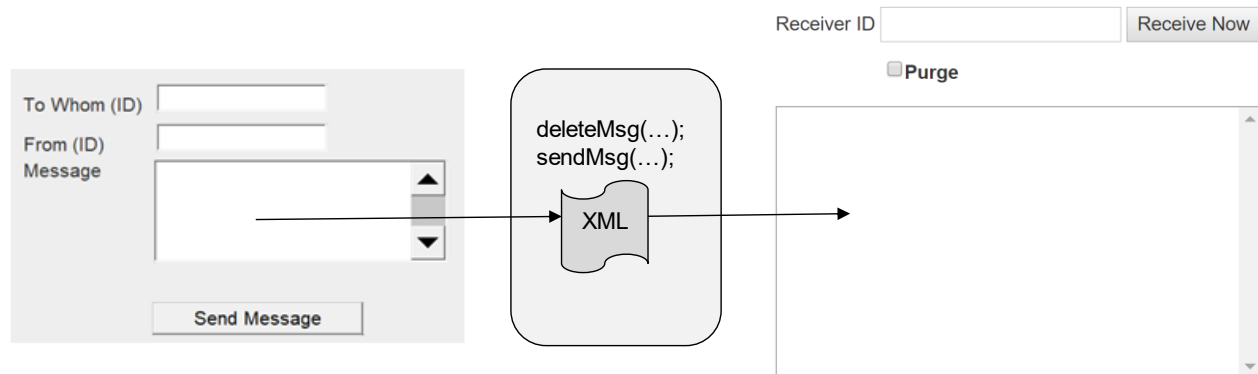 Receiver ID
Receive Now
Purge
To Whom (ID)
From (ID)
Message
Send Message
deleteMsg(…);
sendMsg(…);
XML